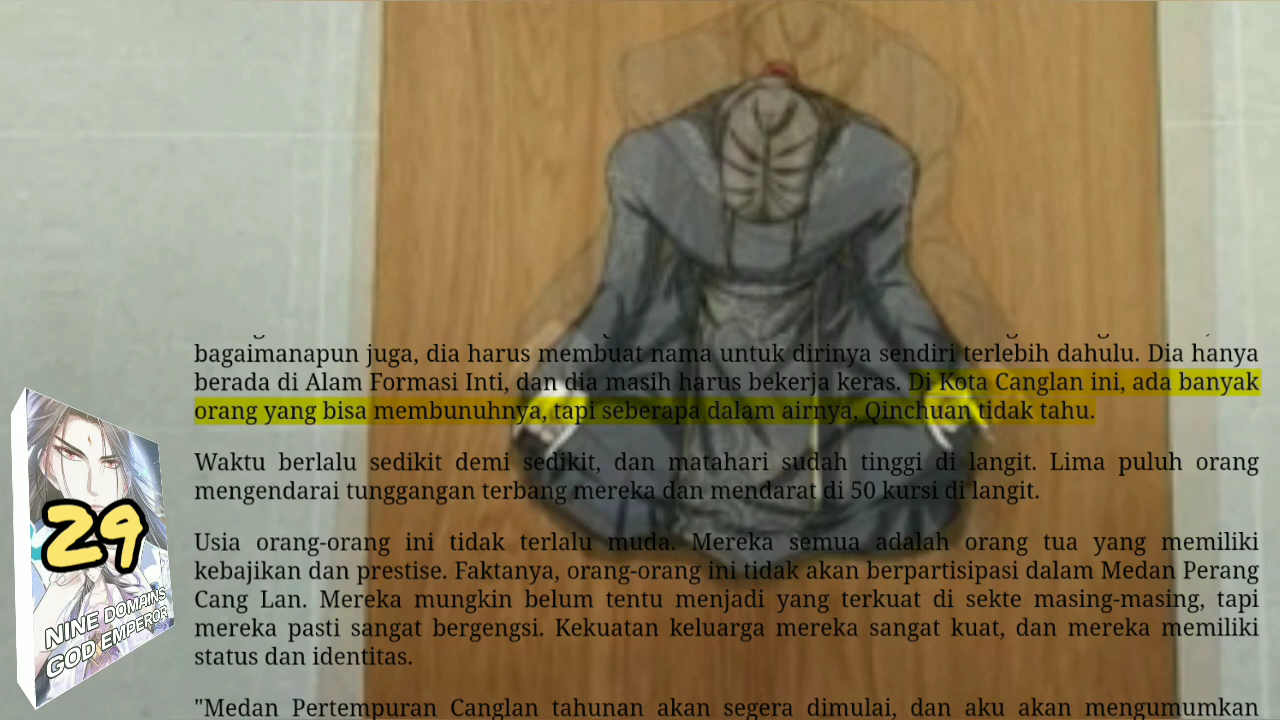 bagaimanapun juga, dia harus membuat nama untuk dirinya sendiri terlebih dahulu. Dia hanya
berada di Alam Formasi Inti, dan dia masih harus bekerja keras. Di Kota Canglan ini, ada banyak
orang yang bisa membunuhnya, tapi seberapa dalam airnya, Qinchuan tidak tahu.
Waktu berlalu sedikit demi sedikit, dan matahari sudah tinggi di langit. Lima puluh orang
mengendarai tunggangan terbang mereka dan mendarat di 50 kursi di langit.
Usia orang-orang ini tidak terlalu muda. Mereka semua adalah orang tua yang memiliki
kebajikan dan prestise. Faktanya, orang-orang ini tidak akan berpartisipasi dalam Medan Perang
Cang Lan. Mereka mungkin belum tentu menjadi yang terkuat di sekte masing-masing, tapi
mereka pasti sangat bergengsi. Kekuatan keluarga mereka sangat kuat, dan mereka memiliki
status dan identitas.
"Medan Pertempuran Canglan tahunan akan segera dimulai, dan aku akan mengumumkan
29
NINE DOMAINS
GOD EMPEROR